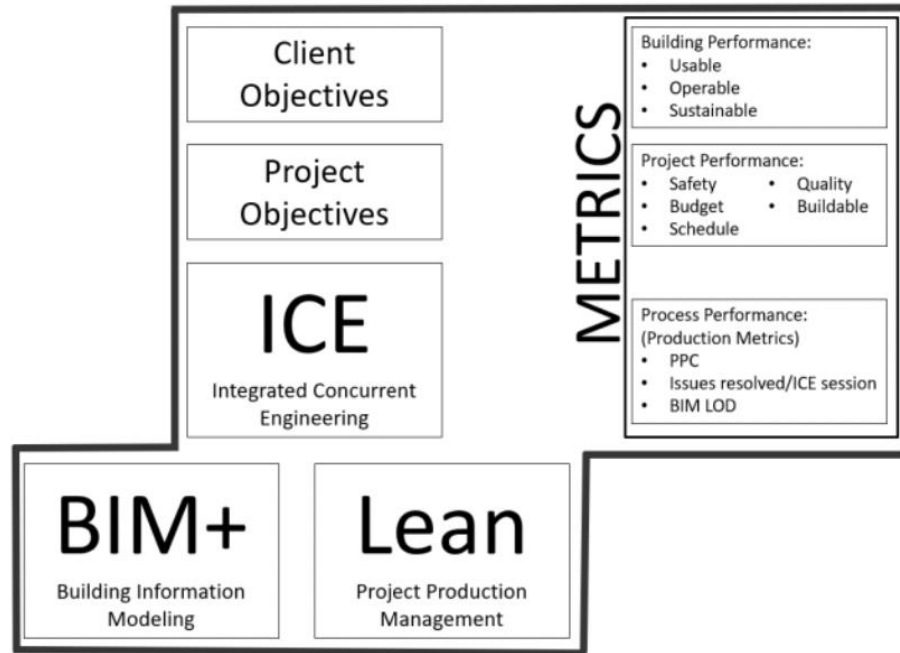 Client
Objectives
Project
Objectives
ICE
Integrated Concurrent
Engineering
BIM+
Building Information
Modeling
Lean
Project Production
Management
METRICS
Building Performance:
• Usable
• Operable
• Sustainable
Project Performance:
• Safety • Quality
• Budget • Buildable
• Schedule
Process Performance:
(Production Metrics)
• PPC
• Issues resolved/ICE session
• BIM LOD